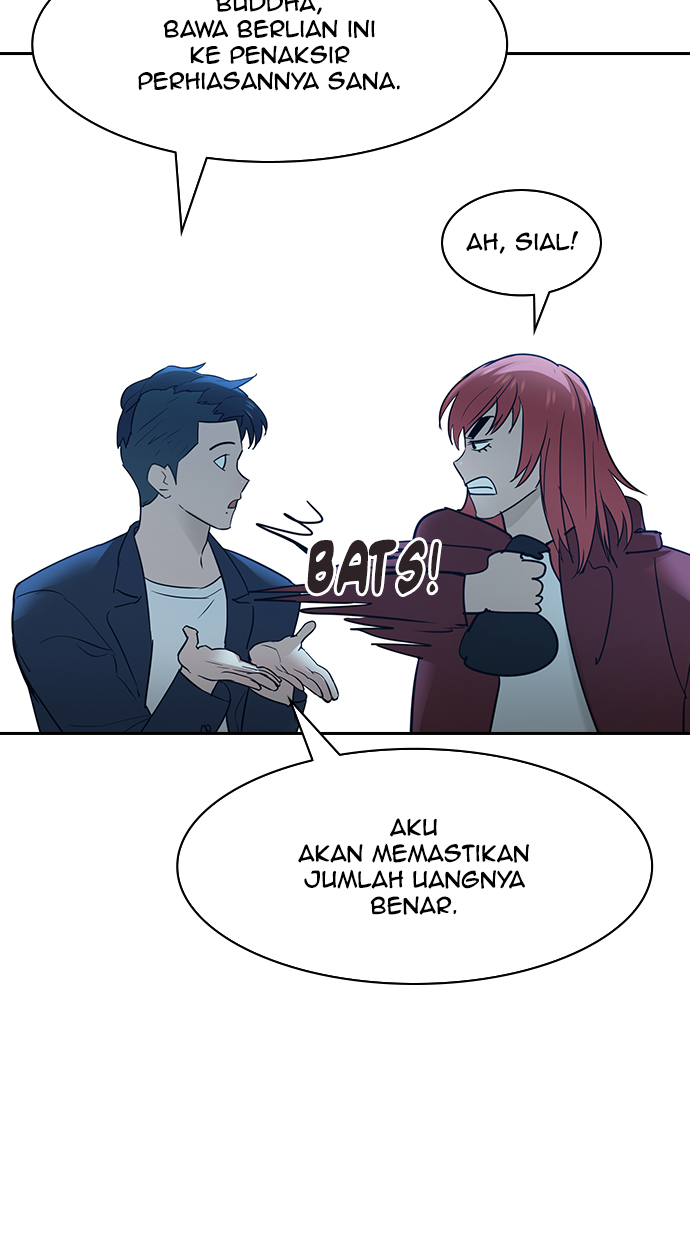 BUDDHA,
BAWA BERLIAN INI
KE PENAKSIR
PERHIASANNYA SANA.
AH, SIAL!
BATS!
AKU
AKAN MEMASTIKAN
JUMLAH UANGNYA
BENAR.